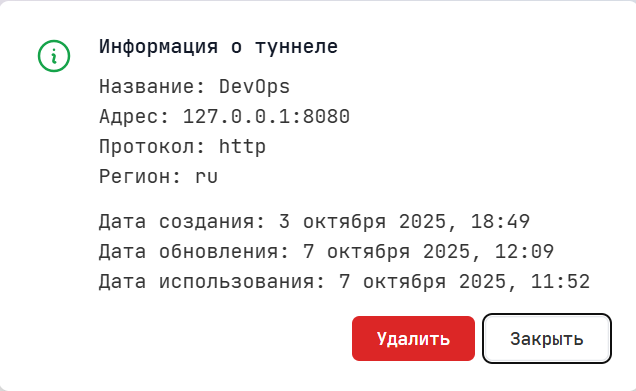 Информация о туннеле
Название: DevOps
Адрес: 127.0.0.1:8080
Протокол: http
Регион: ru
Дата создания: 3 октября 2025, 18:49
Дата обновления: 7 октября 2025, 12:09
Дата использования: 7 октября 2025, 11:52
Удалить Закрыть